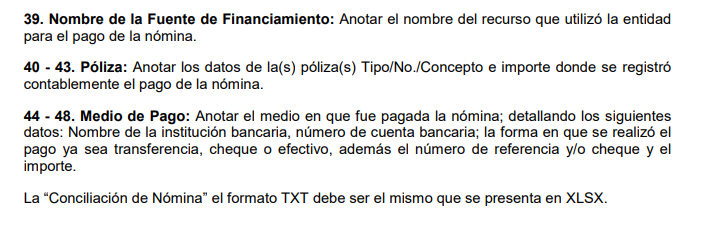 39. Nombre de la Fuente de Financiamiento: Anotar el nombre del recurso que utilizó la entidad
para el pago de la nómina.
40 - 43. Póliza: Anotar los datos de la(s) póliza(s) Tipo/No./Concepto e importe donde se registró
contablemente el pago de la nómina.
44 - 48. Medio de Pago: Anotar el medio en que fue pagada la nómina; detallando los siguientes
datos: Nombre de la institución bancaria, número de cuenta bancaria; la forma en que se realizó el
pago ya sea transferencia, cheque o efectivo, además el número de referencia y/o cheque y el
importe.
La “Conciliación de Nómina” el formato TXT debe ser el mismo que se presenta en XLSX.